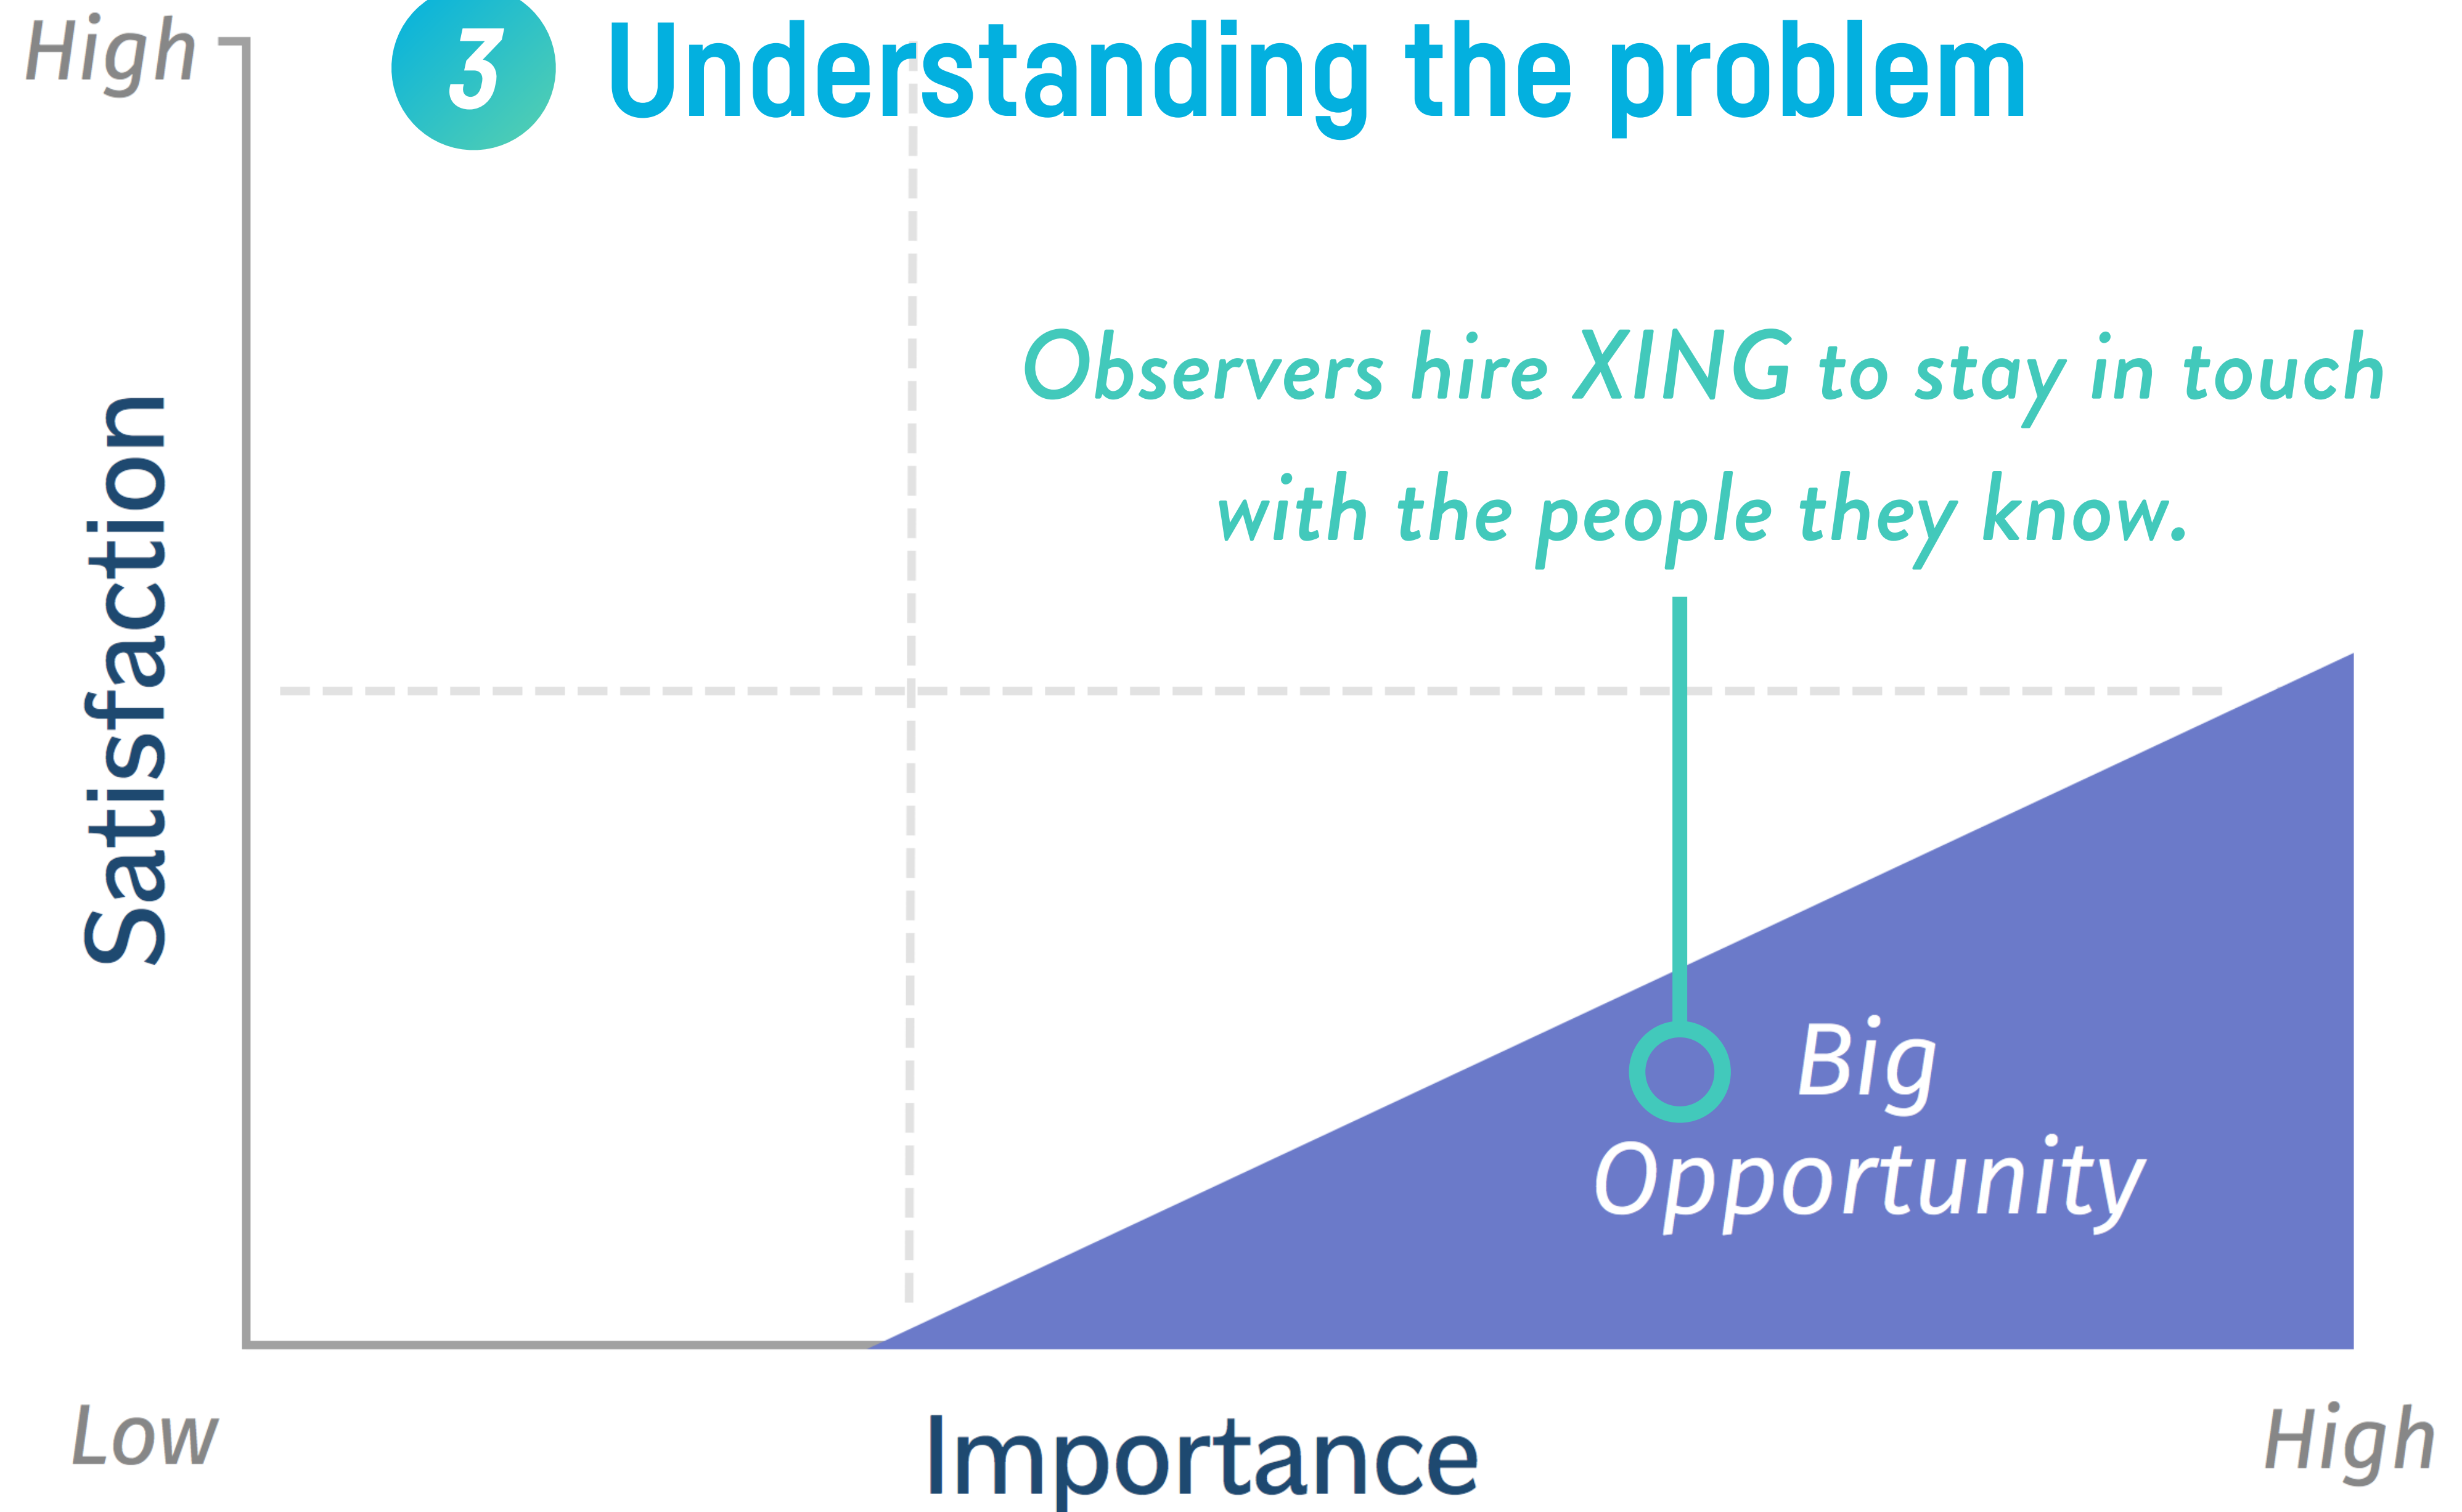 High
3 Understanding the problem
Observers hire XING to stay in touch
with the people they know.
Satisfaction
Big
Opportunity
Low
Importance
High